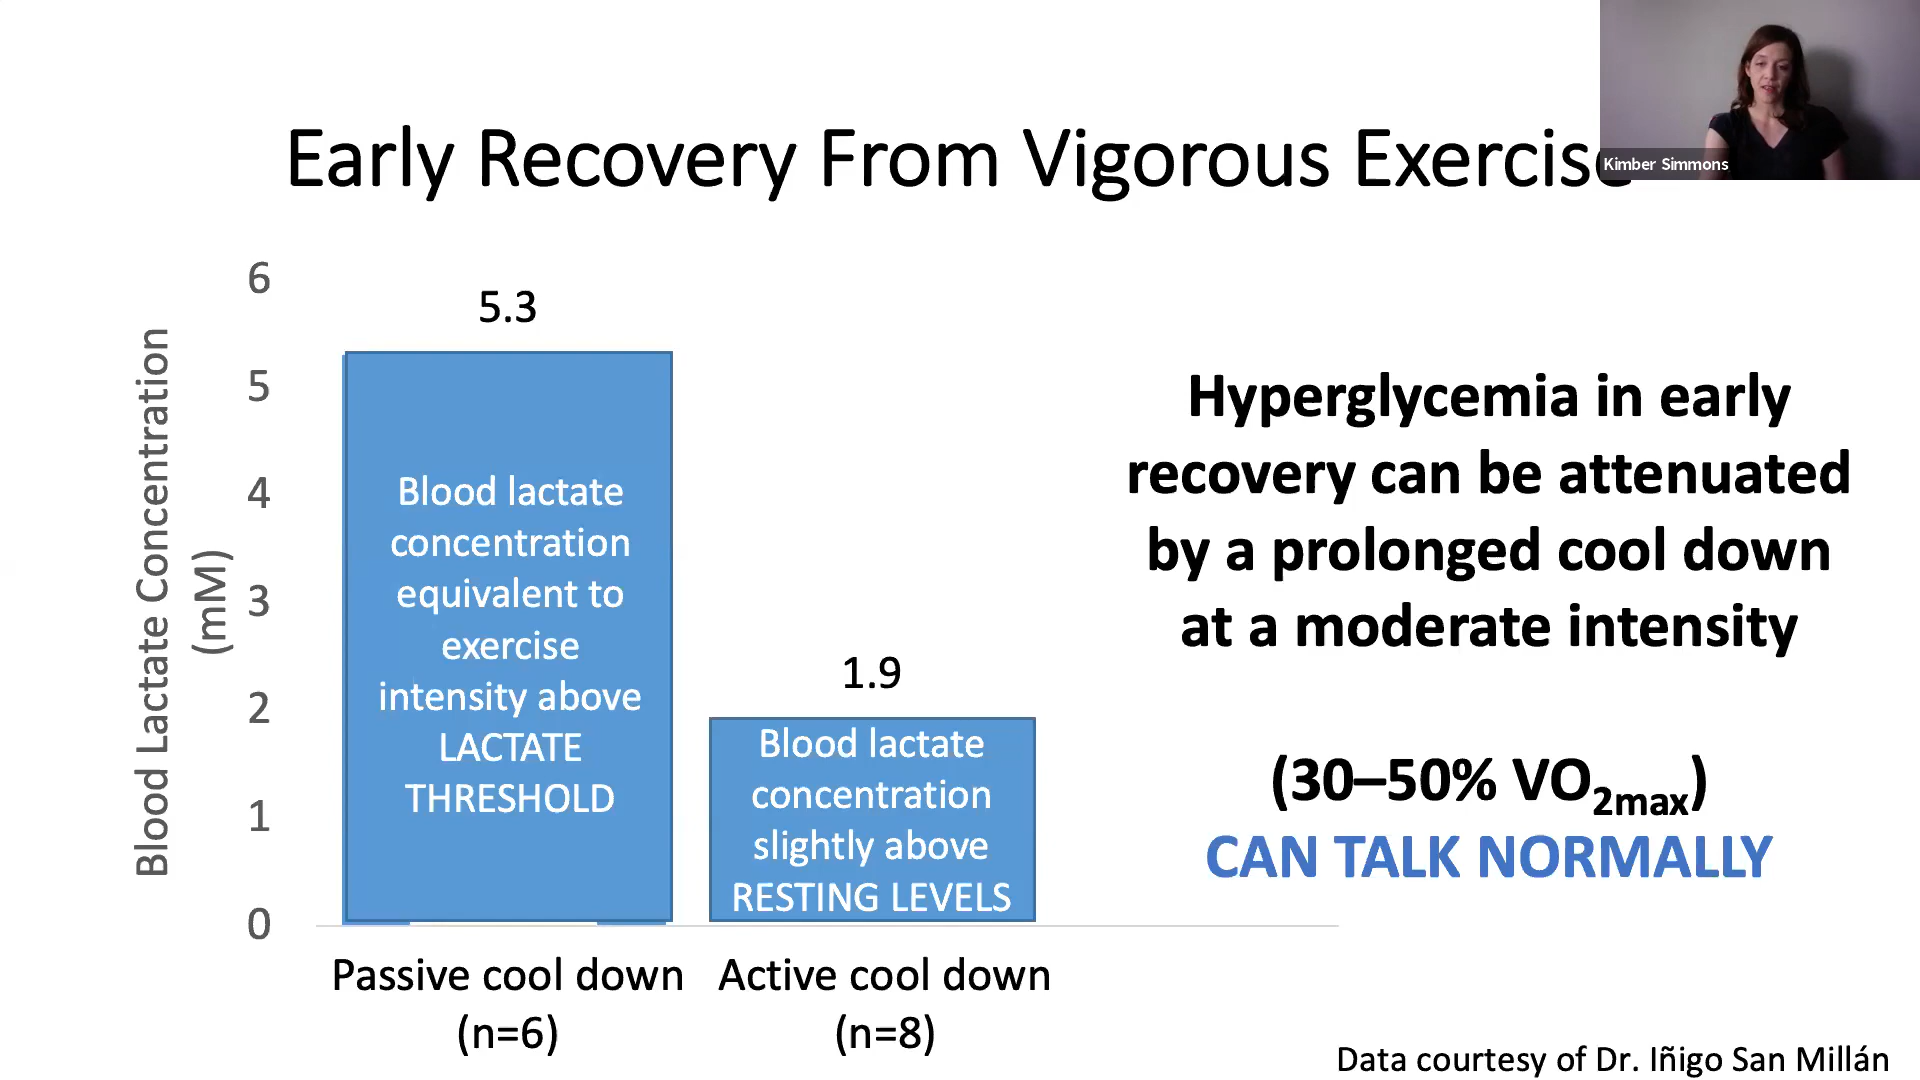 Early Recovery From Vigorous Exercise
Kimber Simmons
Blood Lactate Concentration
(mM)
6
5
4
3
2
1
0
5.3
Blood lactate
concentration
equivalent to
exercise
intensity above
LACTATE
THRESHOLD
1.9
Blood lactate
concentration
slightly above
RESTING LEVELS
Passive cool down
(n=6)
Active cool down
(n=8)
Hyperglycemia in early
recovery can be attenuated
by a prolonged cool down
at a moderate intensity
(30–50% VO2max)
CAN TALK NORMALLY
Data courtesy of Dr. Iñigo San Millán